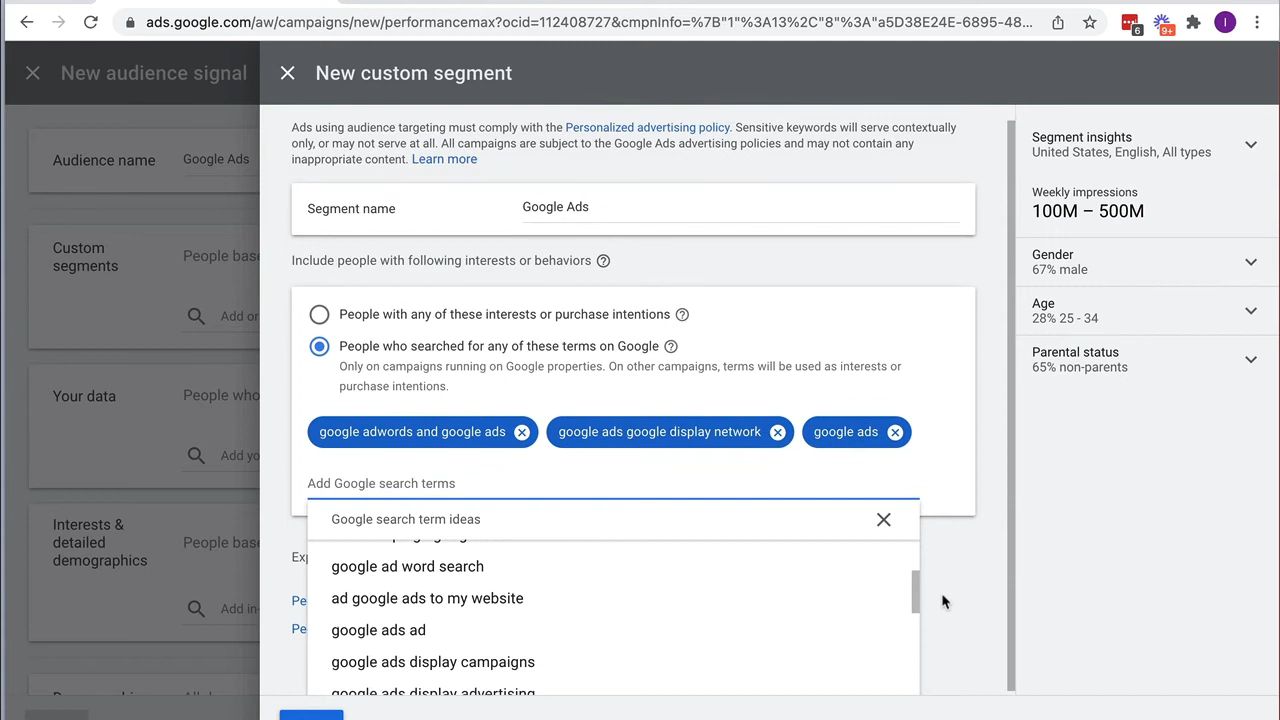 ads.google.com/aw/campaigns/new/performancemax?ocid=112408727&cmpnInfo=%7B"1"%3A13%2C"8"%3A"a5D38E24E-6895-48...
6
9+
I
New audience signal
New custom segment
Audience name
Google Ads
Custom segments
People bas
Add or
Your data
People who
Add yo
Interests & detailed demographics
People bas
Add in-
Ads using audience targeting must comply with the Personalized advertising policy. Sensitive keywords will serve contextually
only, or may not serve at all. All campaigns are subject to the Google Ads advertising policies and may not contain any
inappropriate content. Learn more
Segment name
Google Ads
Include people with following interests or behaviors
People with any of these interests or purchase intentions
People who searched for any of these terms on Google
Only on campaigns running on Google properties. On other campaigns, terms will be used as interests or
purchase intentions.
google adwords and google ads
google ads google display network
google ads
Add Google search terms
Google search term ideas
google ad word search
ad google ads to my website
google ads ad
google ads display campaigns
google ads display advertising
Exp
Pe
Pe
Segment insights
United States, English, All types
Weekly impressions
100M – 500M
Gender
67% male
Age
28% 25 - 34
Parental status
65% non-parents